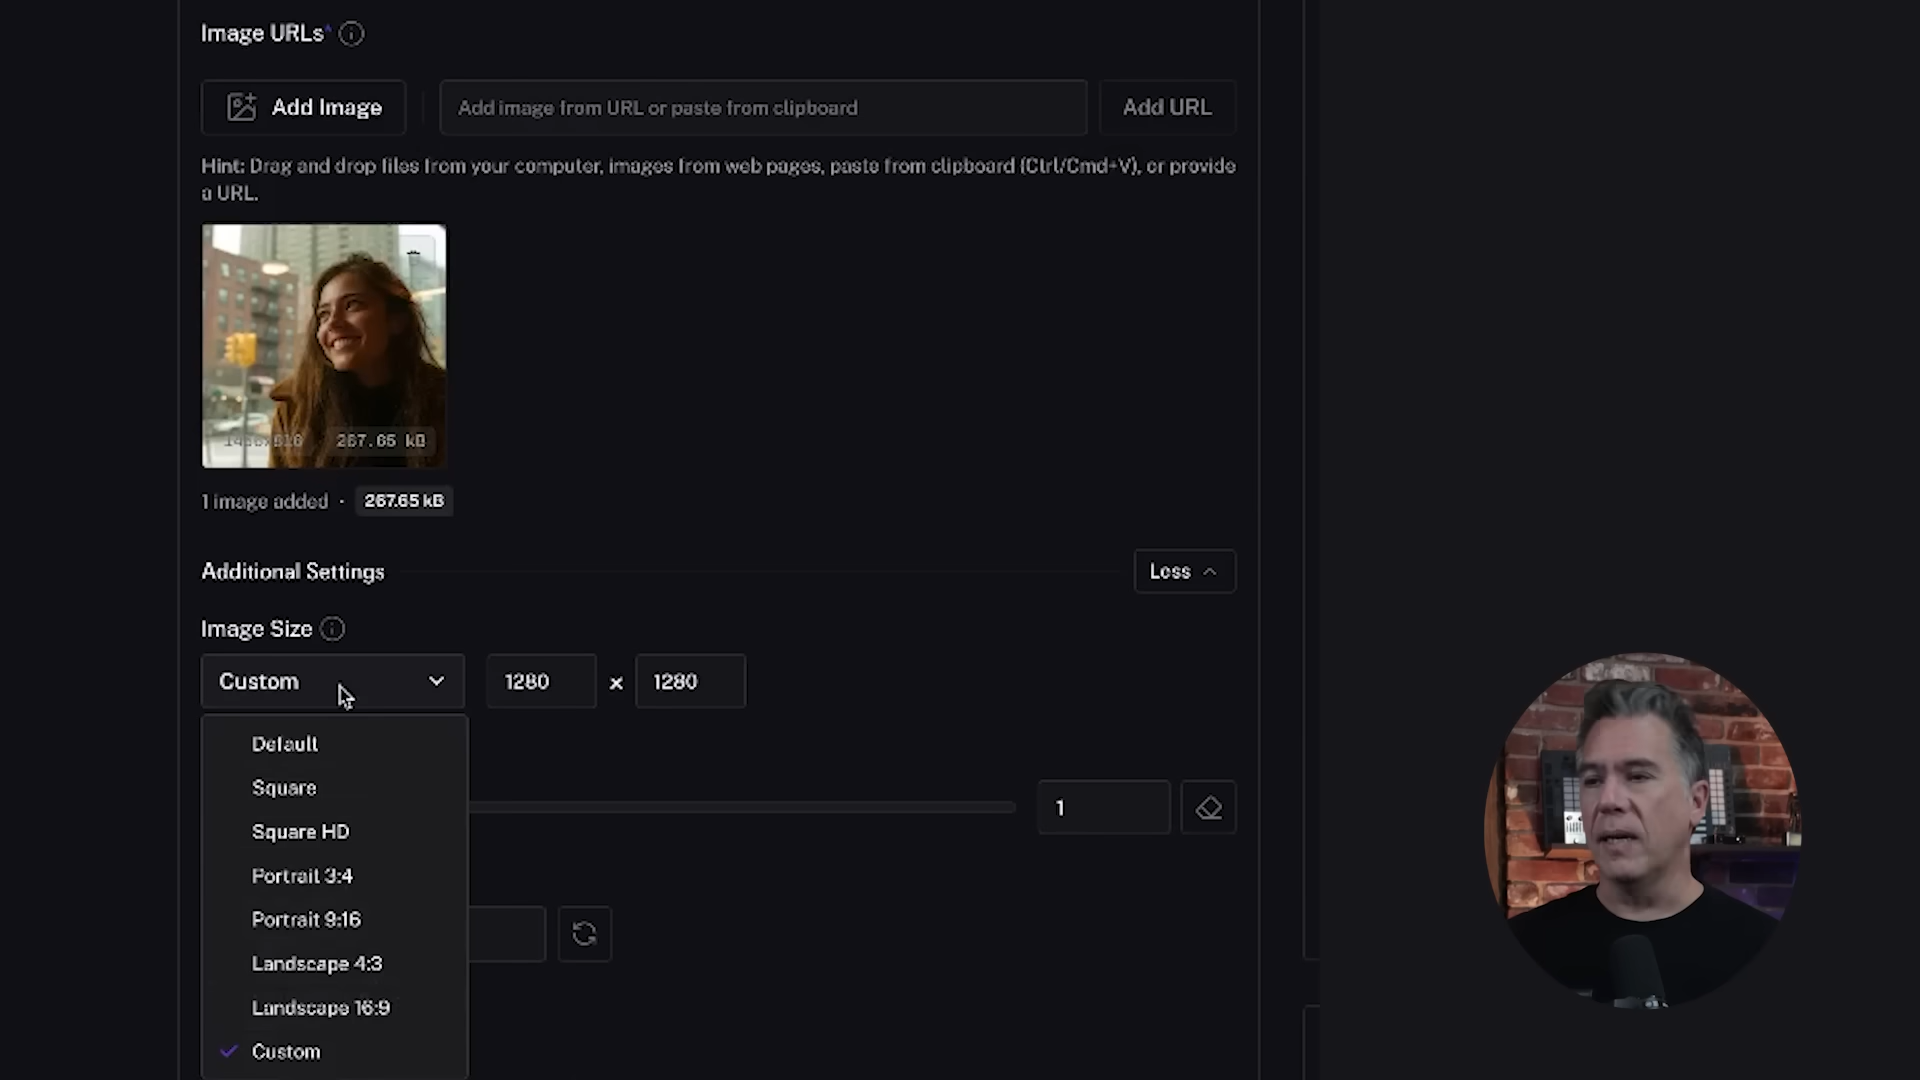 Image URLs*
Add Image
Add image from URL or paste from clipboard
Add URL
Hint: Drag and drop files from your computer, images from web pages, paste from clipboard (Ctrl/Cmd+V), or provide
a URL.
267.65 kB
1 image added · 267.65 kB
Additional Settings
Less
Image Size
Custom
1280 x 1280
Default
Square
Square HD
1
Portrait 3:4
Portrait 9:16
Landscape 4:3
Landscape 16:9
Custom